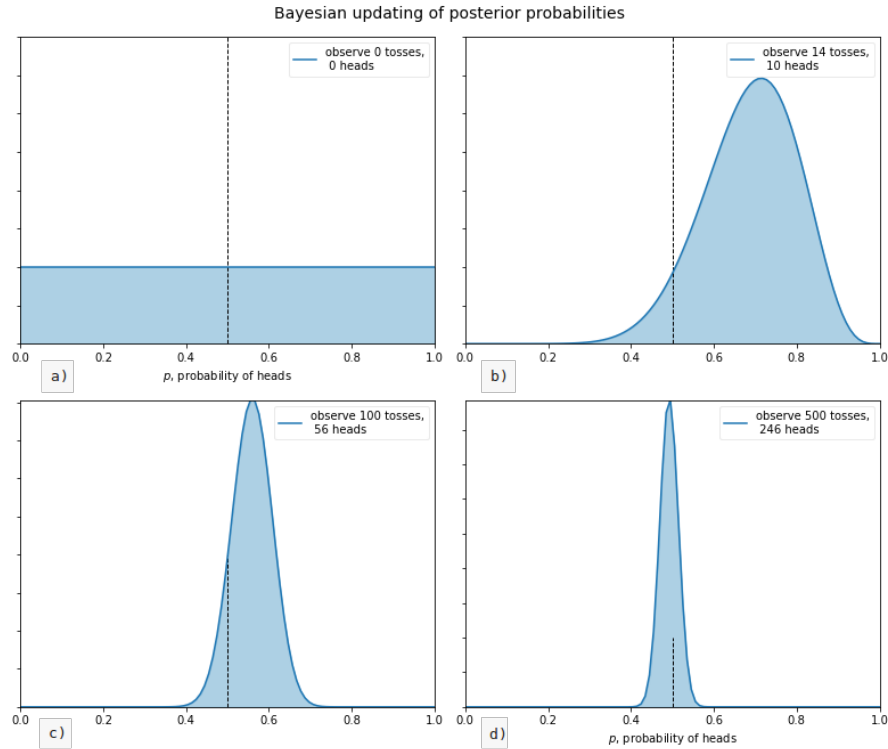 Bayesian updating of posterior probabilities
observe 0 tosses,
0 heads
0.0 0.2 0.4 0.6 0.8 1.0
a)
p, probability of heads
observe 14 tosses,
10 heads
0.0 0.2 0.4 0.6 0.8 1.0
b)
observe 100 tosses,
56 heads
0.0 0.2 0.4 0.6 0.8 1.0
c)
observe 500 tosses,
246 heads
0.0 0.2 0.4 0.6 0.8 1.0
d)
p, probability of heads